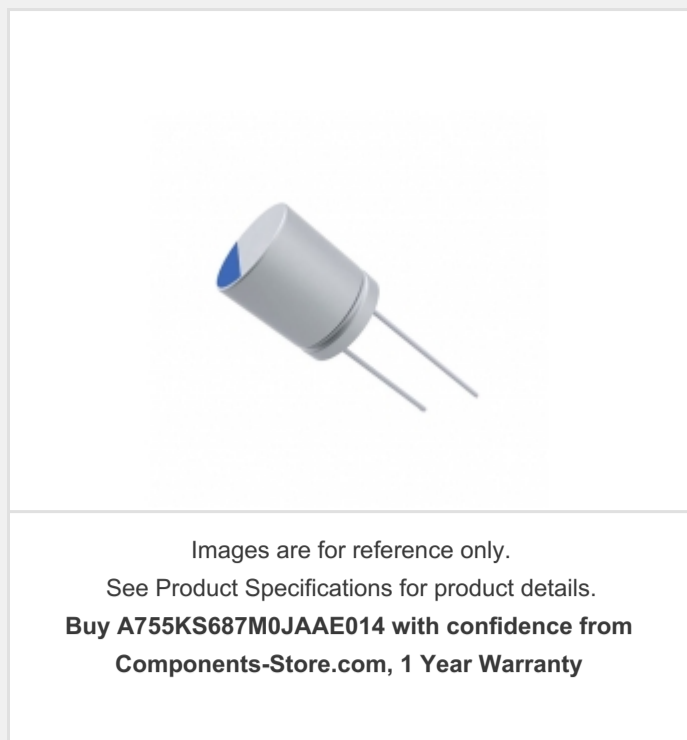 Images are for reference only.
See Product Specifications for product details.
Buy A755KS687M0JAAE014 with confidence from
Components-Store.com, 1 Year Warranty